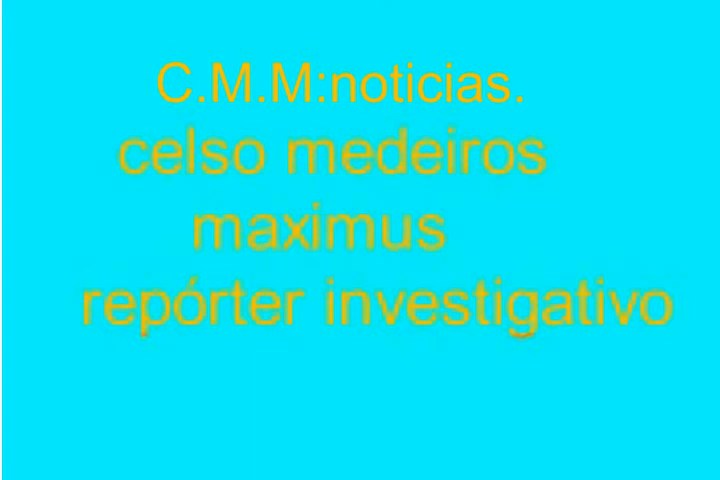 C.M.M:noticias.
celso medeiros
maximus
repórter investigativo